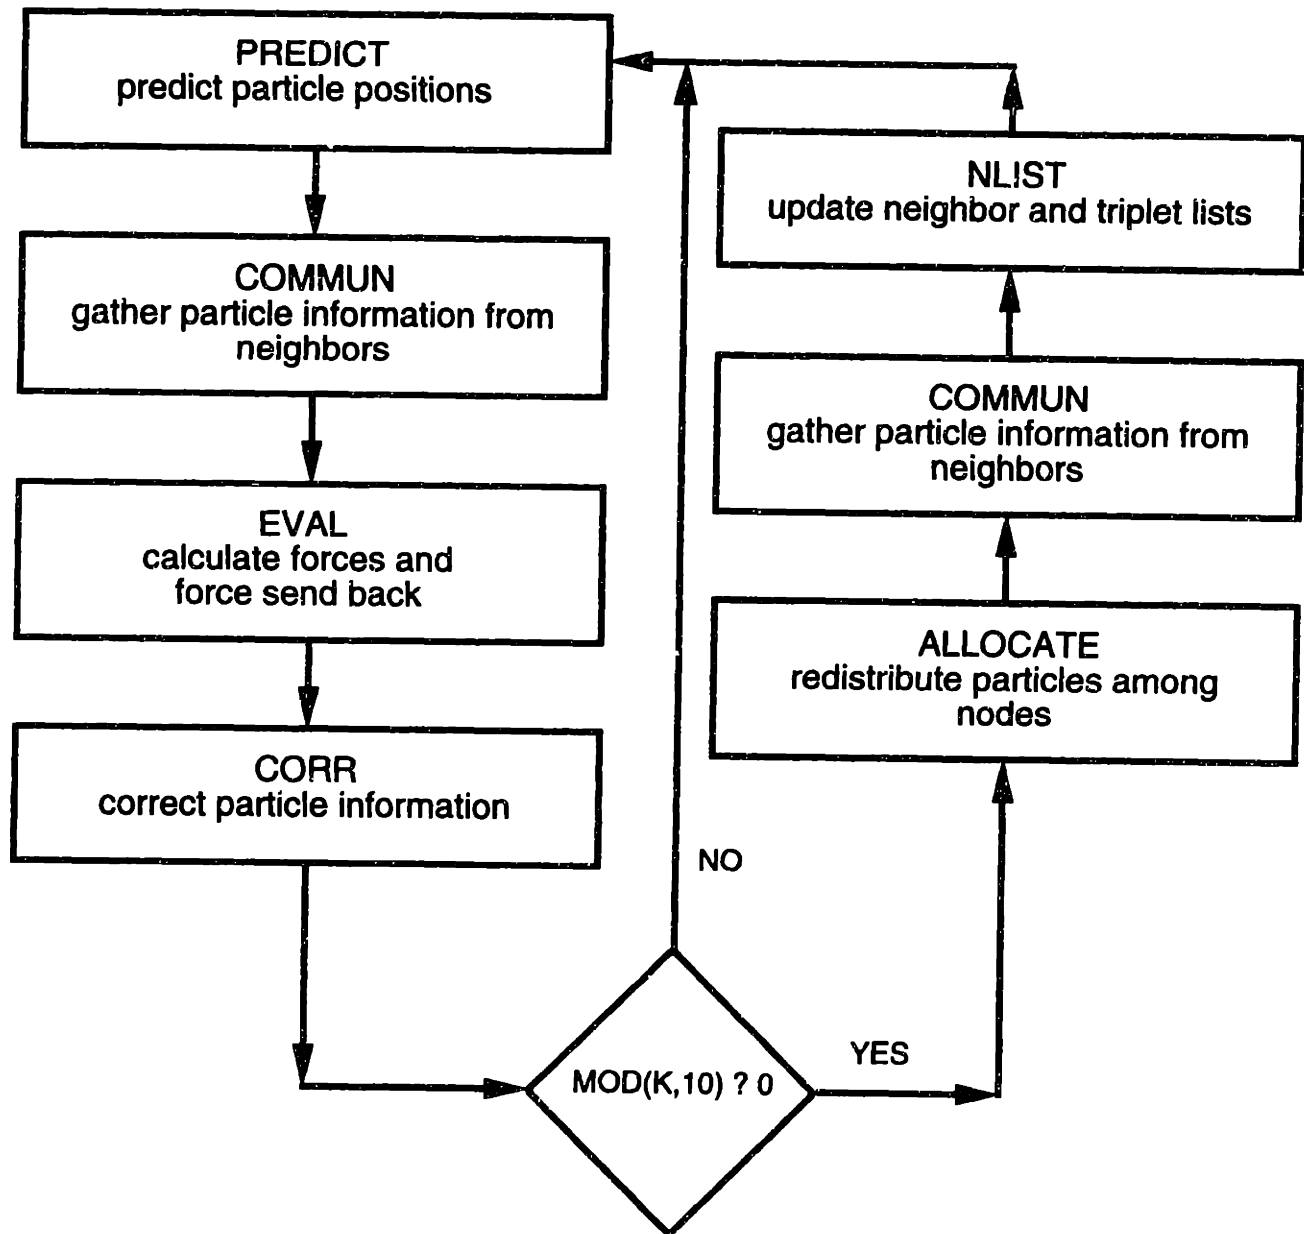 PREDICT
predict particle positions
COMMUN
gather particle information from
neighbors
EVAL
calculate forces and
force send back
CORR
correct particle information
NLIST
update neighbor and triplet lists
COMMUN
gather particle information from
neighbors
ALLOCATE
redistribute particles among
nodes
NO
YES
MOD(K,10) ? 0